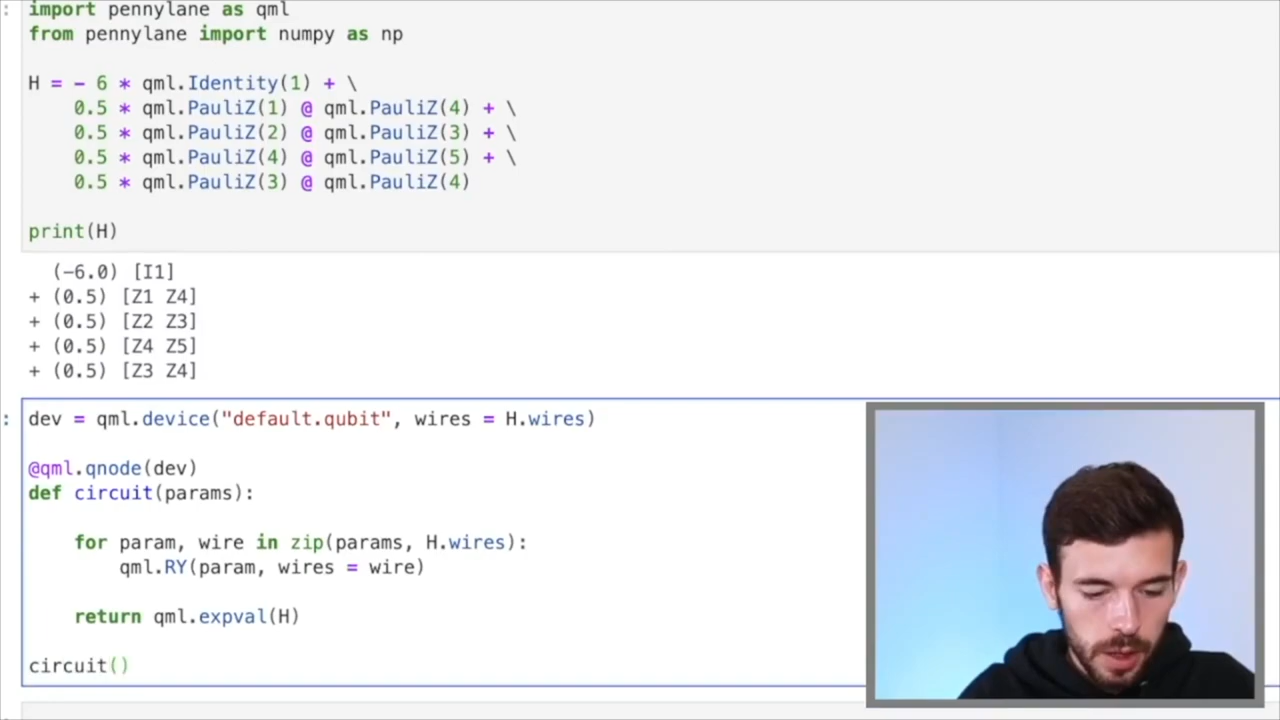 :
import pennylane as qml
from pennylane import numpy as np
H = - 6 * qml.Identity(1) + \
0.5 * qml.PauliZ(1) @ qml.PauliZ(4) + \
0.5 * qml.PauliZ(2) @ qml.PauliZ(3) + \
0.5 * qml.PauliZ(4) @ qml.PauliZ(5) + \
0.5 * qml.PauliZ(3) @ qml.PauliZ(4)
print(H)
(-6.0) [I1]
+ (0.5) [Z1 Z4]
+ (0.5) [Z2 Z3]
+ (0.5) [Z4 Z5]
+ (0.5) [Z3 Z4]
: dev = qml.device("default.qubit", wires = H.wires)
@qml.qnode(dev)
def circuit(params):
for param, wire in zip(params, H.wires):
qml.RY(param, wires = wire)
return qml.expval(H)
circuit()